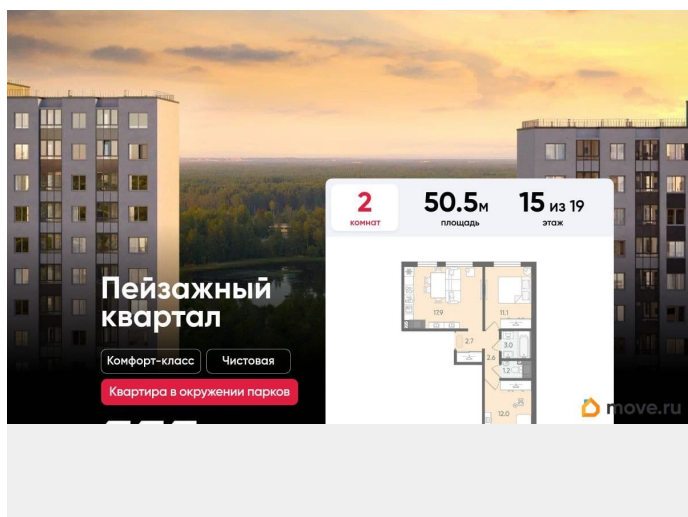 2
комнат
50.5м
площадь
15 из 19
этаж
Пейзажный
квартал
Комфорт-класс
Чистовая
Квартира в окружении парков
17.9
11.1
2.7
3.0
2.6
1.2
12.0
move.ru